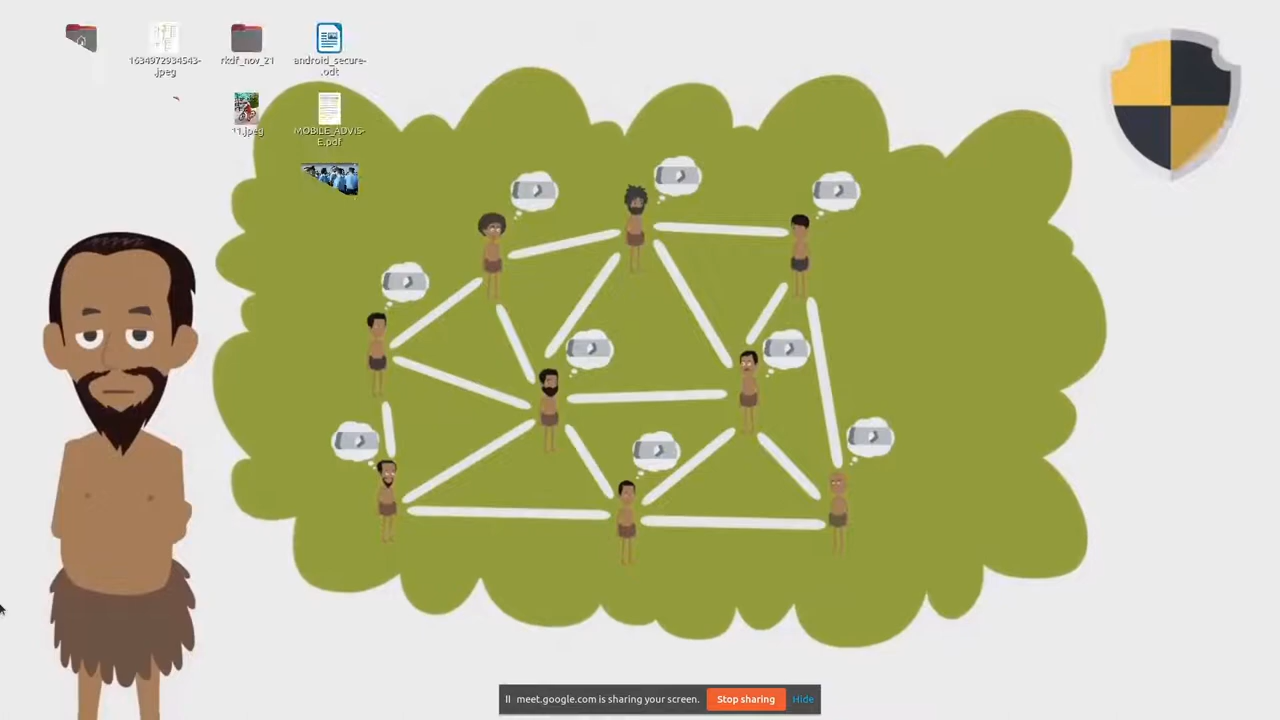 1634972934543-
.jpeg
rkdf_nov_21
android_secure-
.odt
11.jpeg
MOBILE_ADVIS-
E.pdf
meet.google.com is sharing your screen.
Stop sharing
Hide